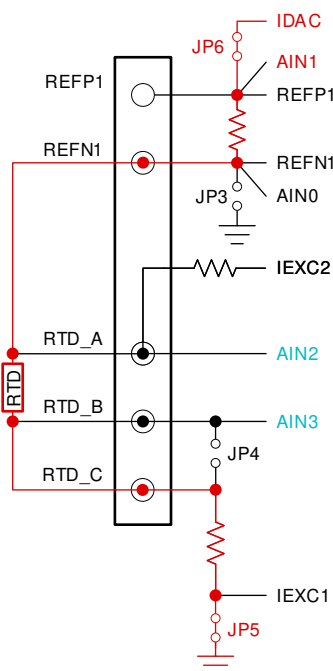 IDAC
JP6
AIN1
REFP1
REFP1
REFN1
REFN1
JP3
AIN0
IEXC2
RTD_A
AIN2
RTD
RTD_B
AIN3
JP4
RTD_C
IEXC1
JP5